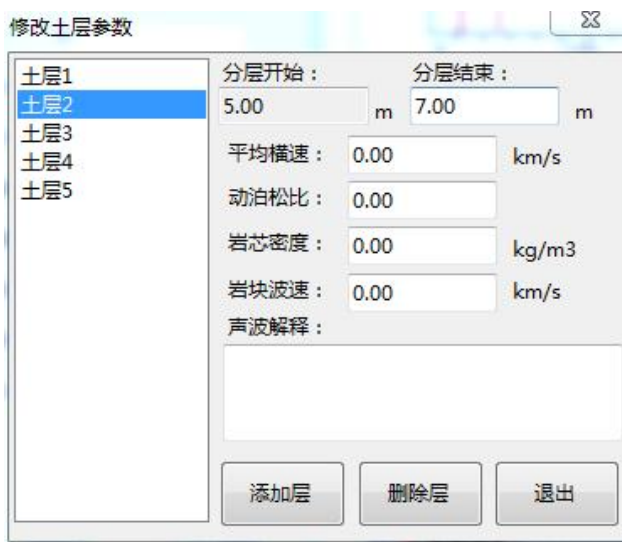 修改土层参数
土层1
土层2
土层3
土层4
土层5
分层开始：
分层结束：
5.00 m 7.00 m
平均横速： 0.00 km/s
动泊松比： 0.00
岩芯密度： 0.00 kg/m3
岩块波速： 0.00 km/s
声波解释：
添加层 删除层 退出